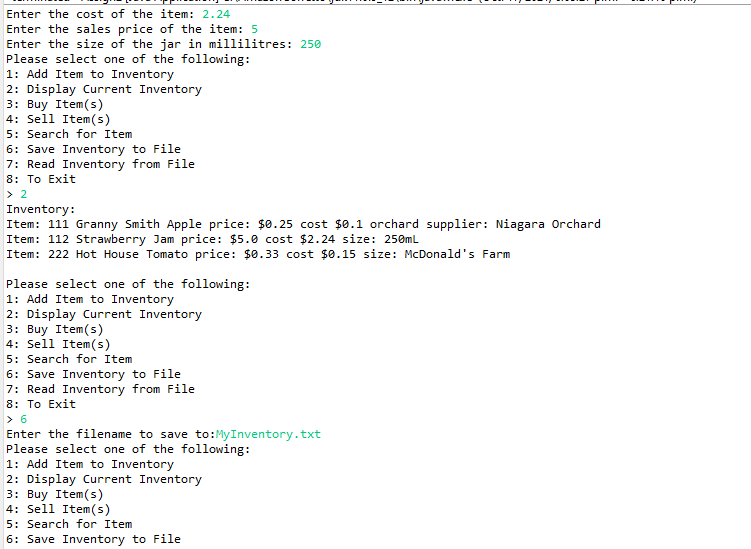 Enter the cost of the item: 2.24
Enter the sales price of the item: 5
Enter the size of the jar in millilitres: 250
Please select one of the following:
1: Add Item to Inventory
2: Display Current Inventory
3: Buy Item(s)
4: Sell Item(s)
5: Search for Item
6: Save Inventory to File
7: Read Inventory from File
8: To Exit
> 2
Inventory:
Item: 111 Granny Smith Apple price: $0.25 cost $0.1 orchard supplier: Niagara Orchard
Item: 112 Strawberry Jam price: $5.0 cost $2.24 size: 250mL
Item: 222 Hot House Tomato price: $0.33 cost $0.15 size: McDonald's Farm
Please select one of the following:
1: Add Item to Inventory
2: Display Current Inventory
3: Buy Item(s)
4: Sell Item(s)
5: Search for Item
6: Save Inventory to File
7: Read Inventory from File
8: To Exit
> 6
Enter the filename to save to:MyInventory.txt
Please select one of the following:
1: Add Item to Inventory
2: Display Current Inventory
3: Buy Item(s)
4: Sell Item(s)
5: Search for Item
6: Save Inventory to File